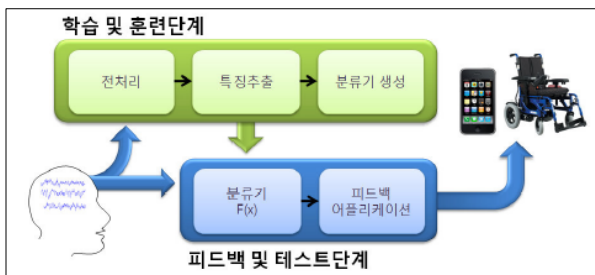 학습 및 훈련단계
전처리
특징추출
분류기 생성
분류기
F(x)
피드백
어플리케이션
피드백 및 테스트단계